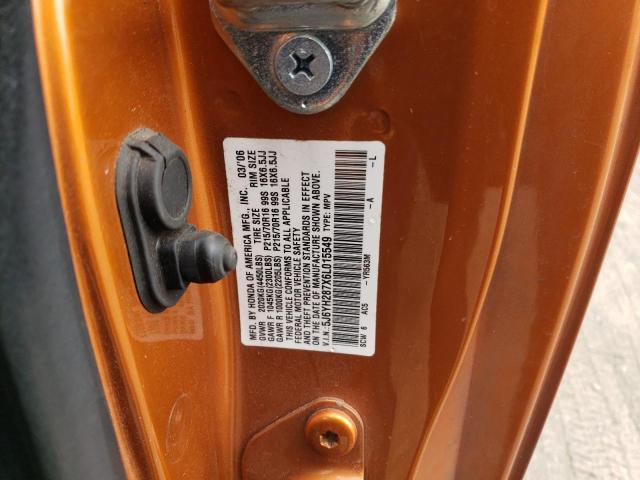 MFD. BY HONDA OF AMERICA MFG., INC. 03/'06
TIRE SIZE RIM SIZE
GVWR 2020KG(4450LBS)
GAWR F 1045KG(2300LBS) P215/70R16 99S 16X6.5JJ
GAWR R 1000KG(2205LBS) P215/70R16 99S 16X6.5JJ
THIS VEHICLE CONFORMS TO ALL APPLICABLE
FEDERAL MOTOR VEHICLE SAFETY
AND THEFT PREVENTION STANDARDS IN EFFECT
ON THE DATE OF MANUFACTURE SHOWN ABOVE.
V.I.N.: 5J6YH287X6L015549 TYPE: MPV
SCW 6 AC5 -YR563M -A -L